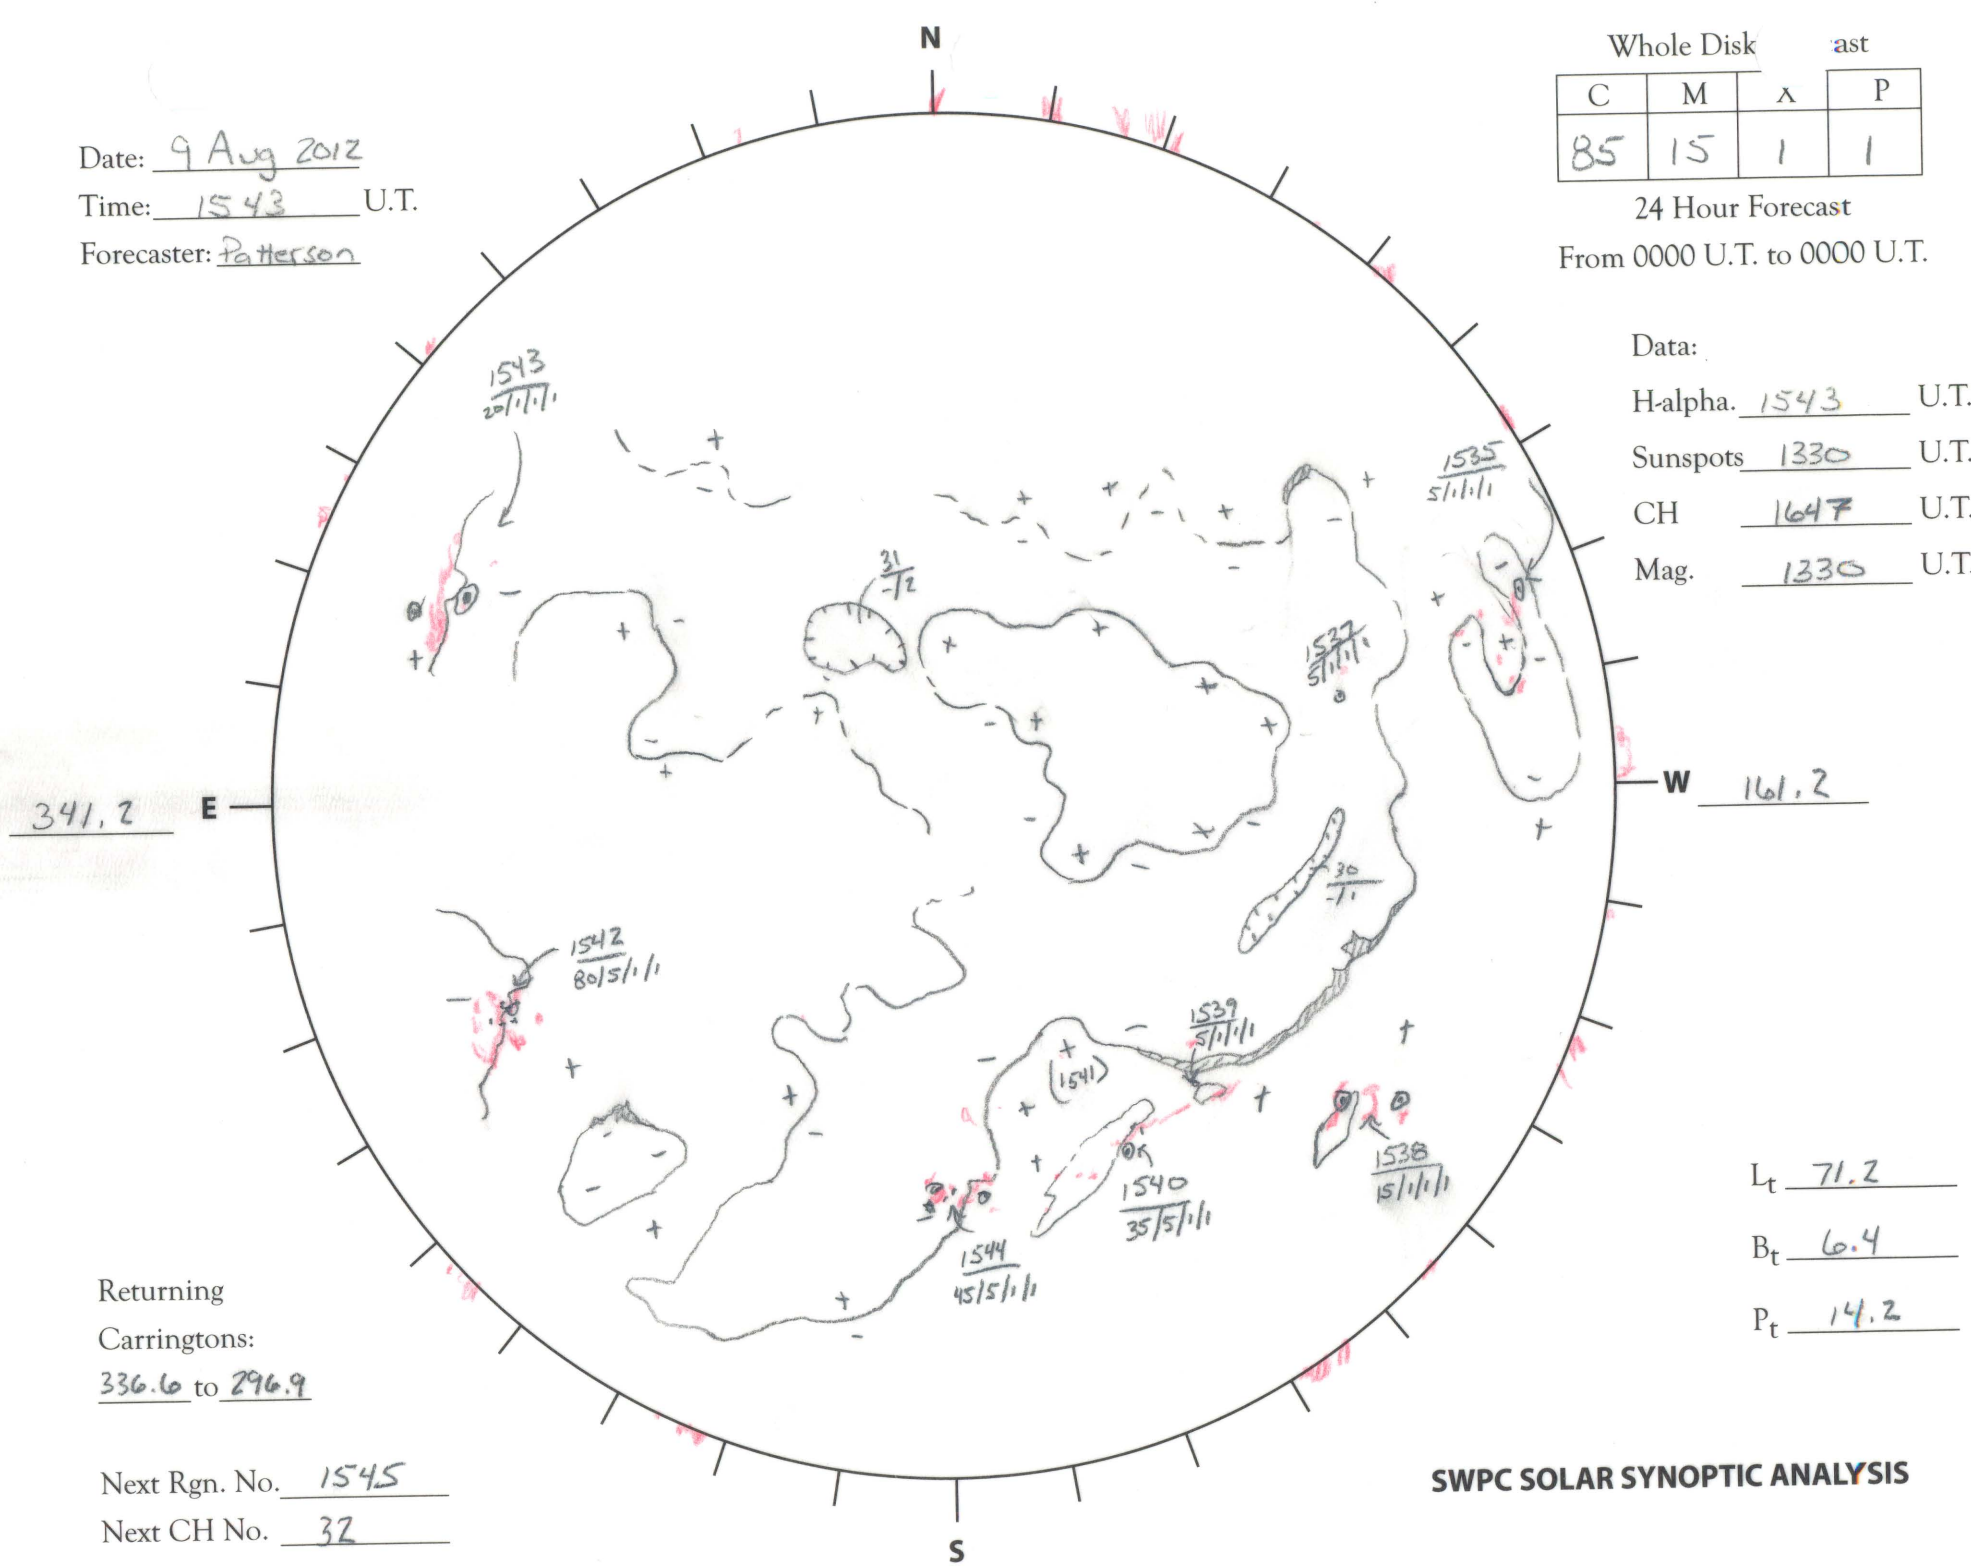 N
Date: 9 Aug 2012
Time: 1543 U.T.
Forecaster: Patterson
Whole Disk ast
C M X P
85 15 1 1
24 Hour Forecast
From 0000 U.T. to 0000 U.T.
Data:
H-alpha. 1543 U.T.
Sunspots 1330 U.T.
CH 1647 U.T.
Mag. 1330 U.T.
1543
20/1/1/1
1535
5/1/1/1
31
-/2
1537
5/1/1/1
341.2 E
W 161.2
30
-/1
1542
80/5/1/1
1539
5/1/1/1
(1541)
1538
15/1/1/1
1540
35/5/1/1
1544
45/5/1/1
Lt 71.2
Bt 6.4
Pt 14.2
Returning
Carringtons:
336.6 to 296.9
Next Rgn. No. 1545
Next CH No. 32
SWPC SOLAR SYNOPTIC ANALYSIS
S